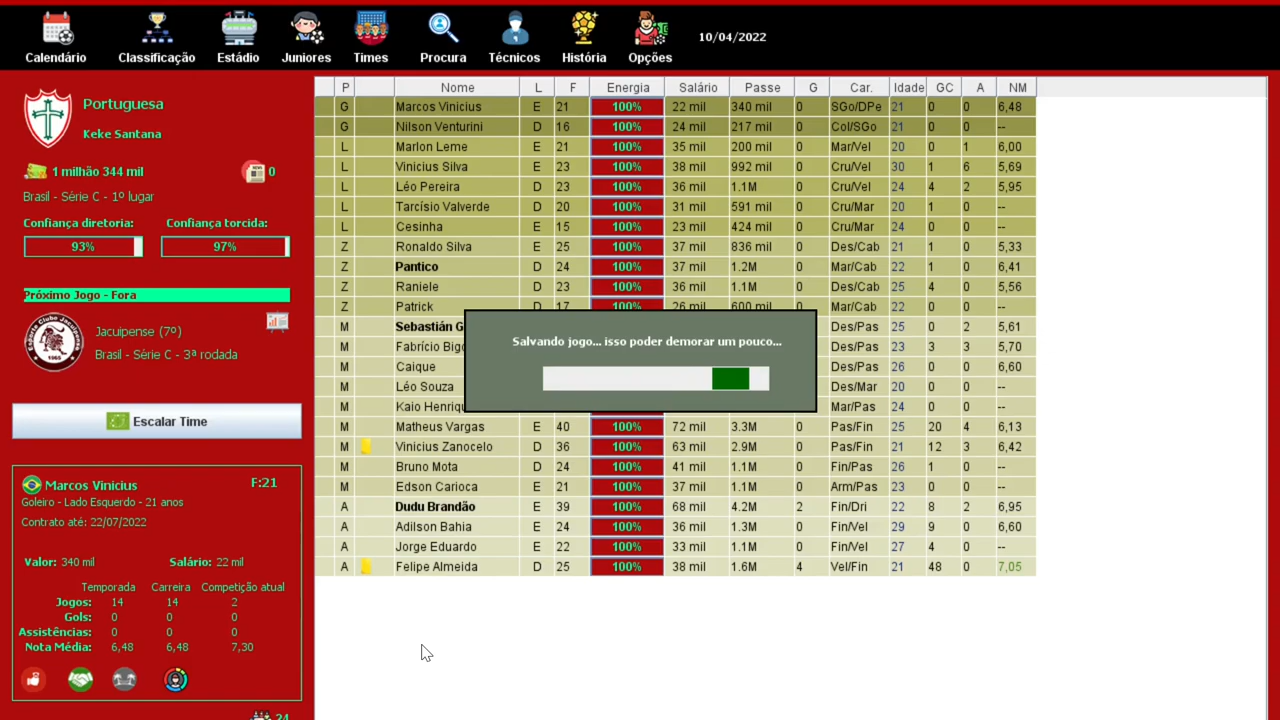 Calendário Classificação Estádio Juniores Times Procura Técnicos História Opções 10/04/2022
Portuguesa
Keke Santana
1 milhão 344 mil 0
Brasil - Série C - 1º lugar
Confiança diretoria: Confiança torcida:
93% 97%
Próximo Jogo - Fora
Jacuipense (7º)
Brasil - Série C - 3ª rodada
Escalar Time
Marcos Vinicius F:21
Goleiro - Lado Esquerdo - 21 anos
Contrato até: 22/07/2022
Valor: 340 mil Salário: 22 mil
Temporada Carreira Competição atual
Jogos: 14 14 2
Gols: 0 0 0
Assistências: 0 0 0
Nota Média: 6,48 6,48 7,30
24
P Nome L F Energia Salário Passe G Car. Idade GC A NM
G Marcos Vinicius E 21 100% 22 mil 340 mil 0 SGo/DPe 21 0 0 6,48
G Nilson Venturini D 16 100% 24 mil 217 mil 0 Col/SGo 21 0 0 --
L Marlon Leme E 21 100% 35 mil 200 mil 0 Mar/Vel 20 0 1 6,00
L Vinicius Silva E 23 100% 38 mil 992 mil 0 Cru/Vel 30 1 6 5,69
L Léo Pereira D 23 100% 36 mil 1.1M 0 Cru/Vel 24 4 2 5,95
L Tarcísio Valverde D 20 100% 31 mil 591 mil 0 Cru/Mar 20 1 0 --
L Cesinha E 15 100% 23 mil 424 mil 0 Cru/Mar 24 0 0 --
Z Ronaldo Silva E 25 100% 37 mil 836 mil 0 Des/Cab 21 1 0 5,33
Z Pantico D 24 100% 37 mil 1.2M 0 Mar/Cab 22 1 0 6,41
Z Raniele D 23 100% 36 mil 1.1M 0 Des/Cab 25 4 0 5,56
Z Patrick D 17 100% 26 mil 600 mil 0 Mar/Cab 22 0 0 --
M Sebastián G Des/Pas 25 0 2 5,61
M Fabrício Bigo Des/Pas 23 3 3 5,70
M Caique Des/Pas 26 0 0 6,60
M Léo Souza Des/Mar 20 0 0 --
M Kaio Henriqu Mar/Pas 24 0 0 --
M Matheus Vargas E 40 100% 72 mil 3.3M 0 Pas/Fin 25 20 4 6,13
M Vinicius Zanocelo D 36 100% 63 mil 2.9M 0 Pas/Fin 21 12 3 6,42
M Bruno Mota D 24 100% 41 mil 1.1M 0 Fin/Pas 26 1 0 --
M Edson Carioca E 21 100% 37 mil 1.1M 0 Arm/Pas 23 0 0 --
A Dudu Brandão E 39 100% 68 mil 4.2M 2 Fin/Dri 22 8 2 6,95
A Adilson Bahia E 24 100% 36 mil 1.3M 0 Fin/Vel 29 9 0 6,60
A Jorge Eduardo E 22 100% 33 mil 1.1M 0 Fin/Vel 27 4 0 --
A Felipe Almeida D 25 100% 38 mil 1.6M 4 Vel/Fin 21 48 0 7,05
Salvando jogo... isso poder demorar um pouco...